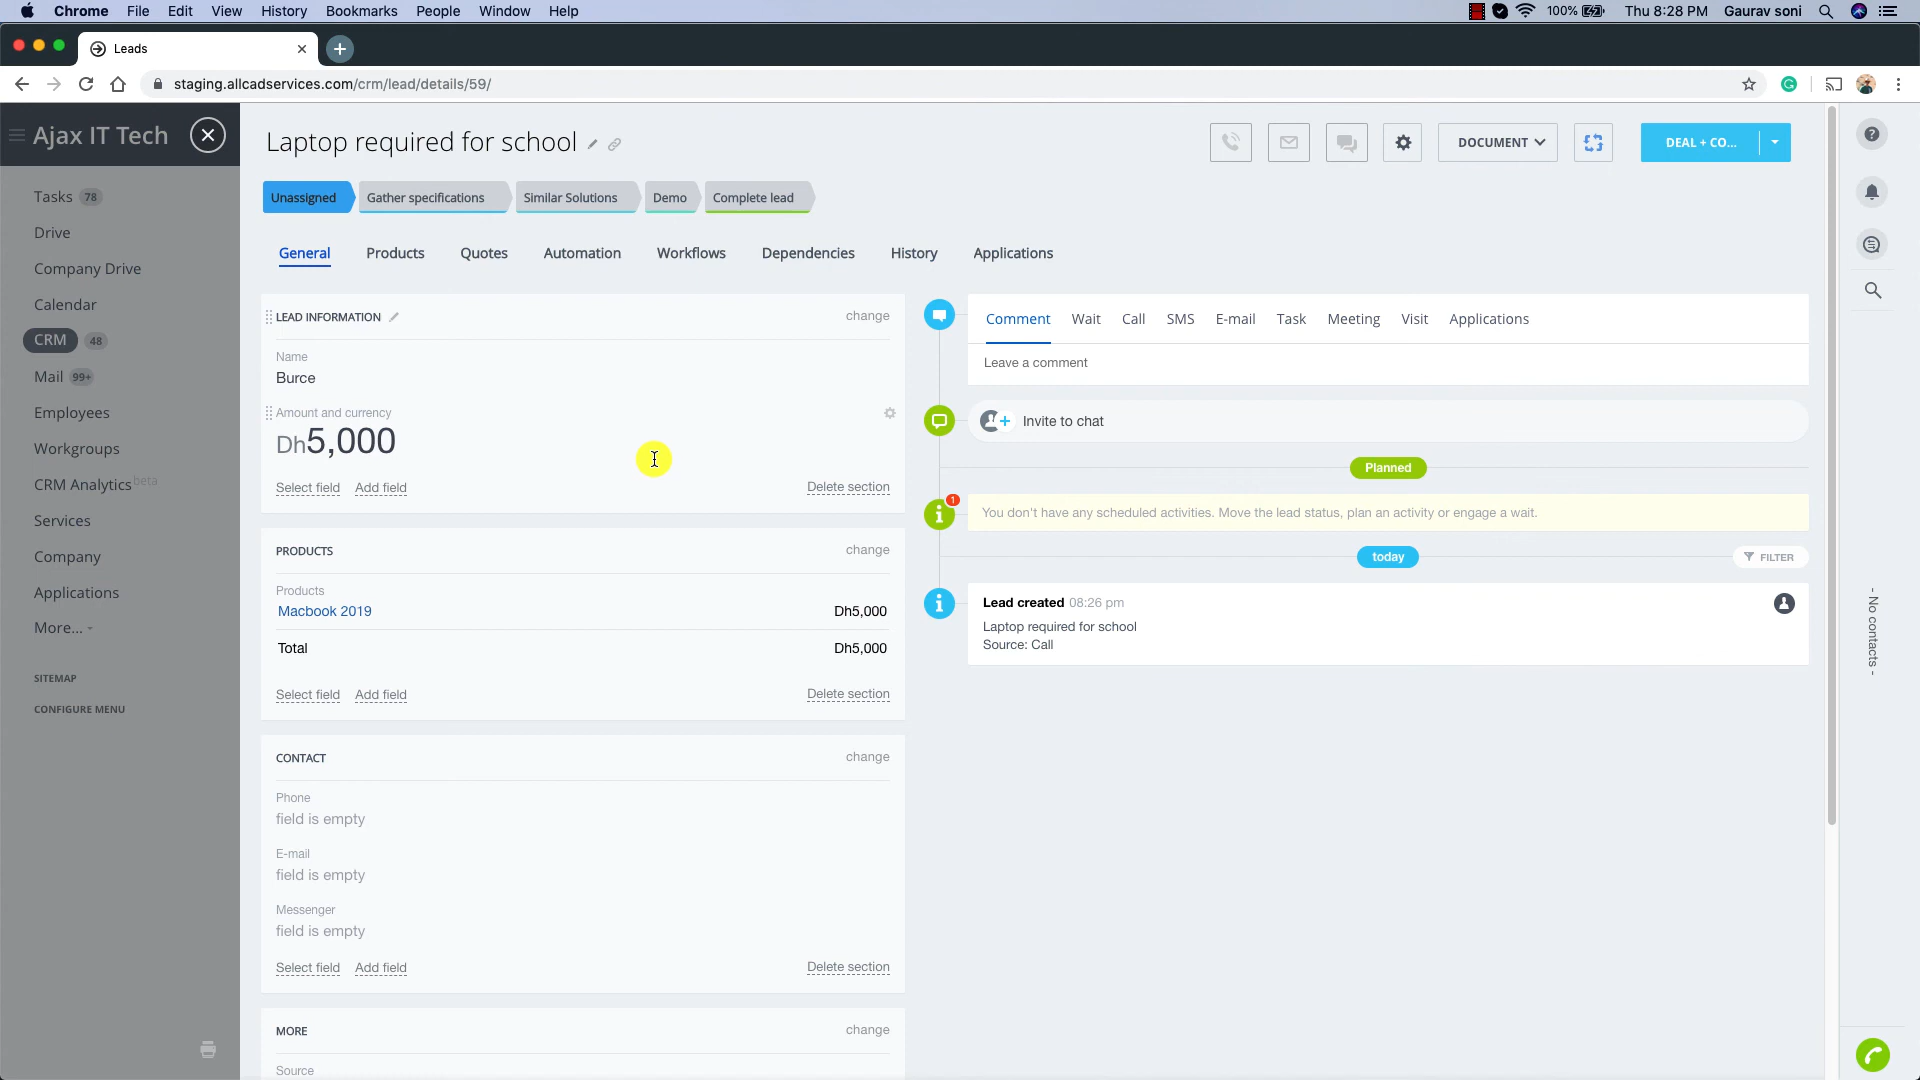 Chrome File Edit View History Bookmarks People Window Help 100% Thu 8:28 PM Gaurav soni
Leads
staging.allcadservices.com/crm/lead/details/59/
Ajax IT Tech
Tasks 78
Drive
Company Drive
Calendar
CRM 48
Mail 99+
Employees
Workgroups
CRM Analytics beta
Services
Company
Applications
More...
SITEMAP
CONFIGURE MENU
Laptop required for school
DOCUMENT
DEAL + CO...
Unassigned Gather specifications Similar Solutions Demo Complete lead
General Products Quotes Automation Workflows Dependencies History Applications
LEAD INFORMATION change
Name
Burce
Amount and currency
Dh5,000
Select field Add field Delete section
PRODUCTS change
Products
Macbook 2019 Dh5,000
Total Dh5,000
Select field Add field Delete section
CONTACT change
Phone
field is empty
E-mail
field is empty
Messenger
field is empty
Select field Add field Delete section
MORE change
Source
Comment Wait Call SMS E-mail Task Meeting Visit Applications
Leave a comment
Invite to chat
Planned
1
You don't have any scheduled activities. Move the lead status, plan an activity or engage a wait.
today
FILTER
Lead created 08:26 pm
Laptop required for school
Source: Call
- No contacts -